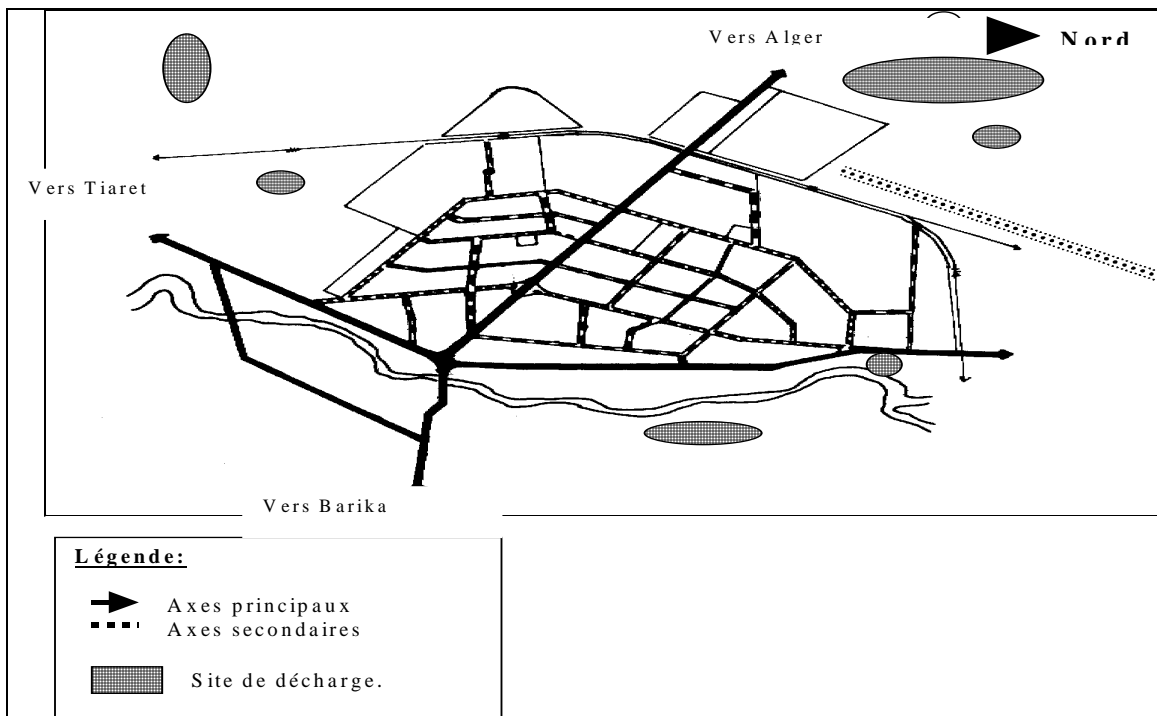 Vers Alger
Nord
Vers Tiaret
Vers Barika
Légende:
Axes principaux
Axes secondaires
Site de décharge.